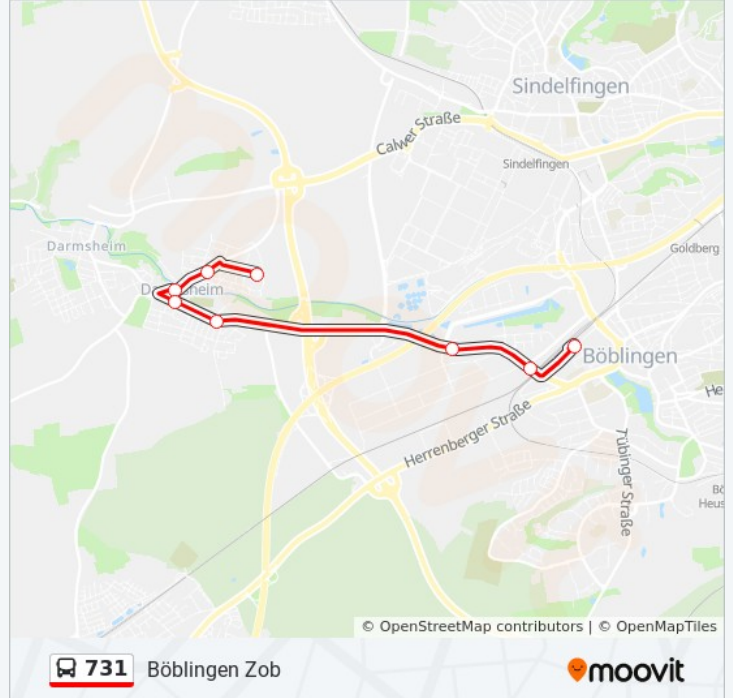 Sindelfingen
Calwer Straße
Sindelfingen
Darmsheim
Goldberg
Böblingen
Herrenberger Straße
Tübinger Straße
© OpenStreetMap contributors | © OpenMapTiles
731 Böblingen Zob
moovit